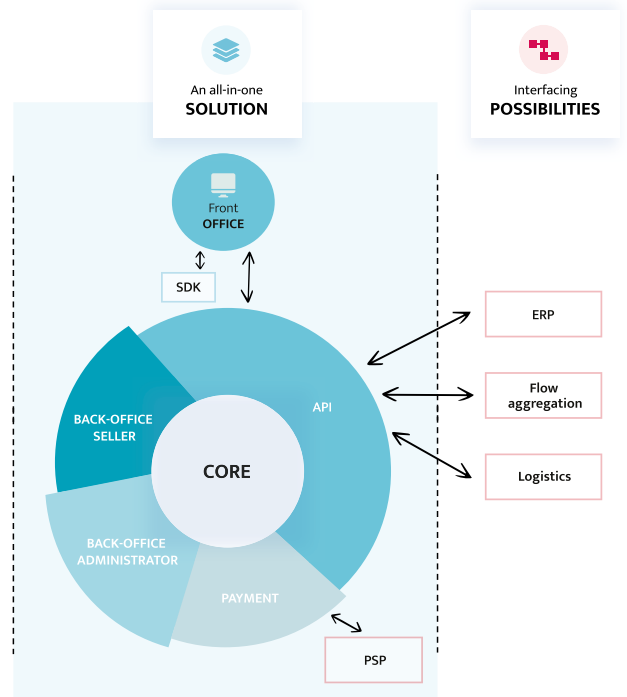 An all-in-one
SOLUTION
Interfacing
POSSIBILITIES
Front
OFFICE
SDK
ERP
Flow
aggregation
Logistics
API
BACK-OFFICE
SELLER
CORE
BACK-OFFICE
ADMINISTRATOR
PAYMENT
PSP